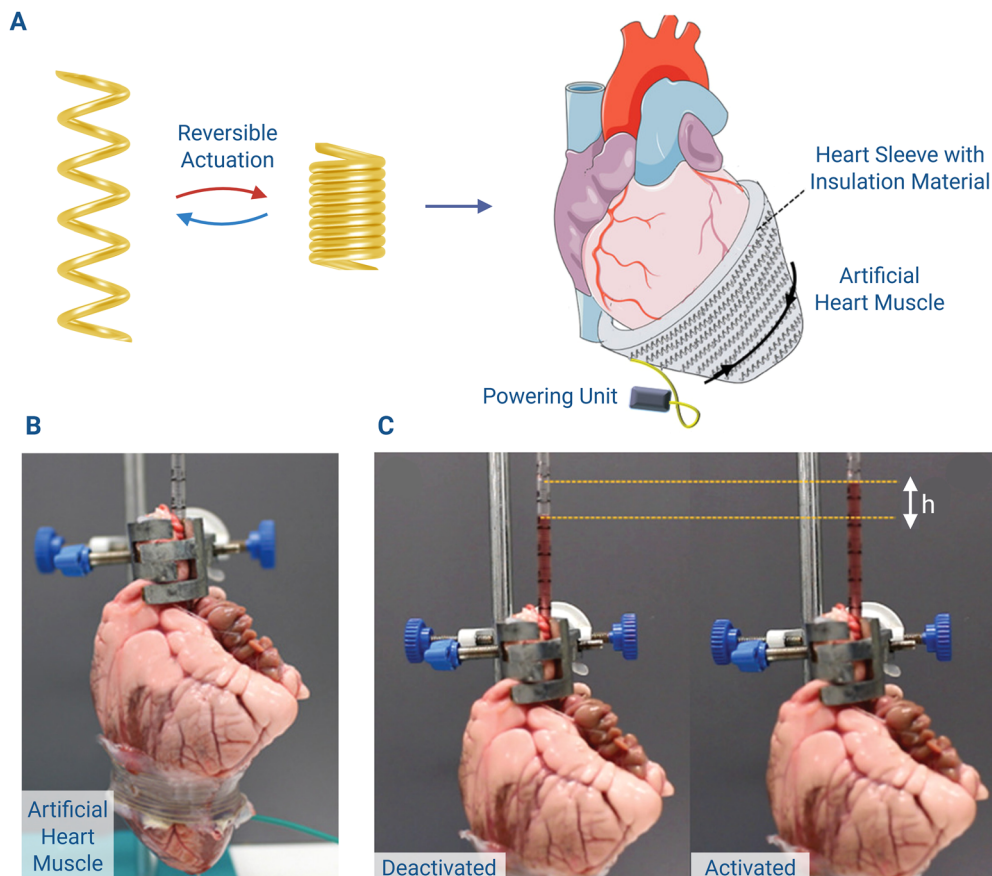 A
Reversible
Actuation
Heart Sleeve with
Insulation Material
Artificial
Heart Muscle
Powering Unit
B
Artificial
Heart
Muscle
C
h
Deactivated
Activated